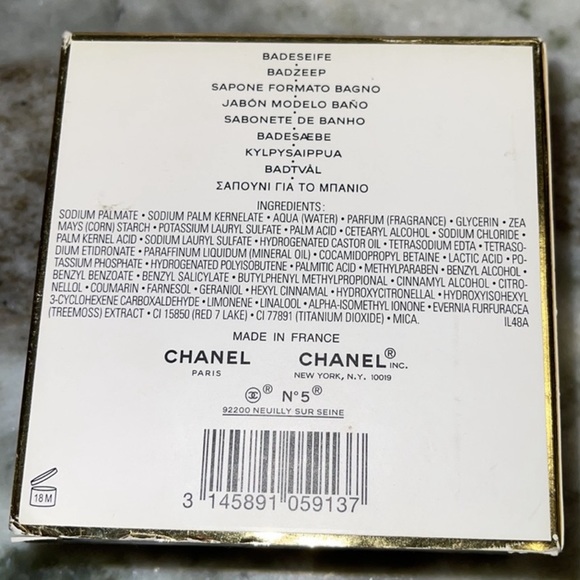 BADESEIFE
BADZEEP
SAPONE FORMATO BAGNO
JABÓN MODELO BAÑO
SABONETE DE BANHO
BADESÆBE
KYLPYSAIPPUA
BADTVÅL
ΣΑΠΟΥΝΙ ΓΙΑ ΤΟ ΜΠΑΝΙΟ
INGREDIENTS:
SODIUM PALMATE • SODIUM PALM KERNELATE • AQUA (WATER) • PARFUM (FRAGRANCE) • GLYCERIN • ZEA
MAYS (CORN) STARCH • POTASSIUM LAURYL SULFATE • PALM ACID • CETEARYL ALCOHOL • SODIUM CHLORIDE •
PALM KERNEL ACID • SODIUM LAURYL SULFATE • HYDROGENATED CASTOR OIL • TETRASODIUM EDTA • TETRASO-
DIUM ETIDRONATE • PARAFFINUM LIQUIDUM (MINERAL OIL) • COCAMIDOPROPYL BETAINE • LACTIC ACID • PO-
TASSIUM PHOSPHATE • HYDROGENATED POLYISOBUTENE • PALMITIC ACID • METHYLPARABEN • BENZYL ALCOHOL •
BENZYL BENZOATE • BENZYL SALICYLATE • BUTYLPHENYL METHYLPROPIONAL • CINNAMYL ALCOHOL • CITRO-
NELLOL • COUMARIN • FARNESOL • GERANIOL • HEXYL CINNAMAL • HYDROXYCITRONELLAL • HYDROXYISOHEXYL
3-CYCLOHEXENE CARBOXALDEHYDE • LIMONENE • LINALOOL • ALPHA-ISOMETHYL IONONE • EVERNIA FURFURACEA
(TREEMOSS) EXTRACT • CI 15850 (RED 7 LAKE) • CI 77891 (TITANIUM DIOXIDE) • MICA. IL48A
MADE IN FRANCE
CHANEL CHANEL® INC.
PARIS NEW YORK, N.Y. 10019
® N°5®
92200 NEUILLY SUR SEINE
18 M
3 145891 059137